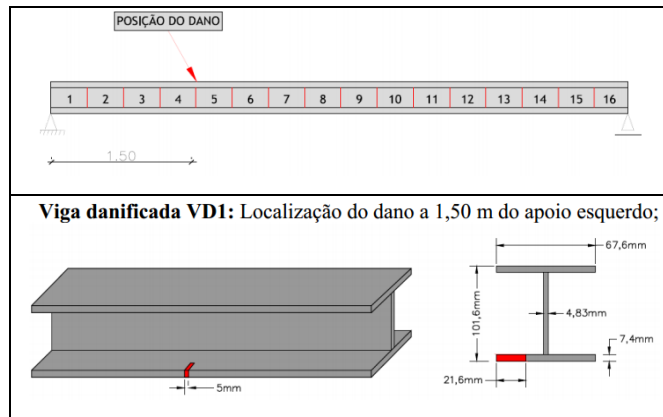 POSIÇÃO DO DANO
1 2 3 4 5 6 7 8 9 10 11 12 13 14 15 16
1.50
Viga danificada VD1: Localização do dano a 1,50 m do apoio esquerdo;
67,6mm
101,6mm
4,83mm
7,4mm
21,6mm
5mm